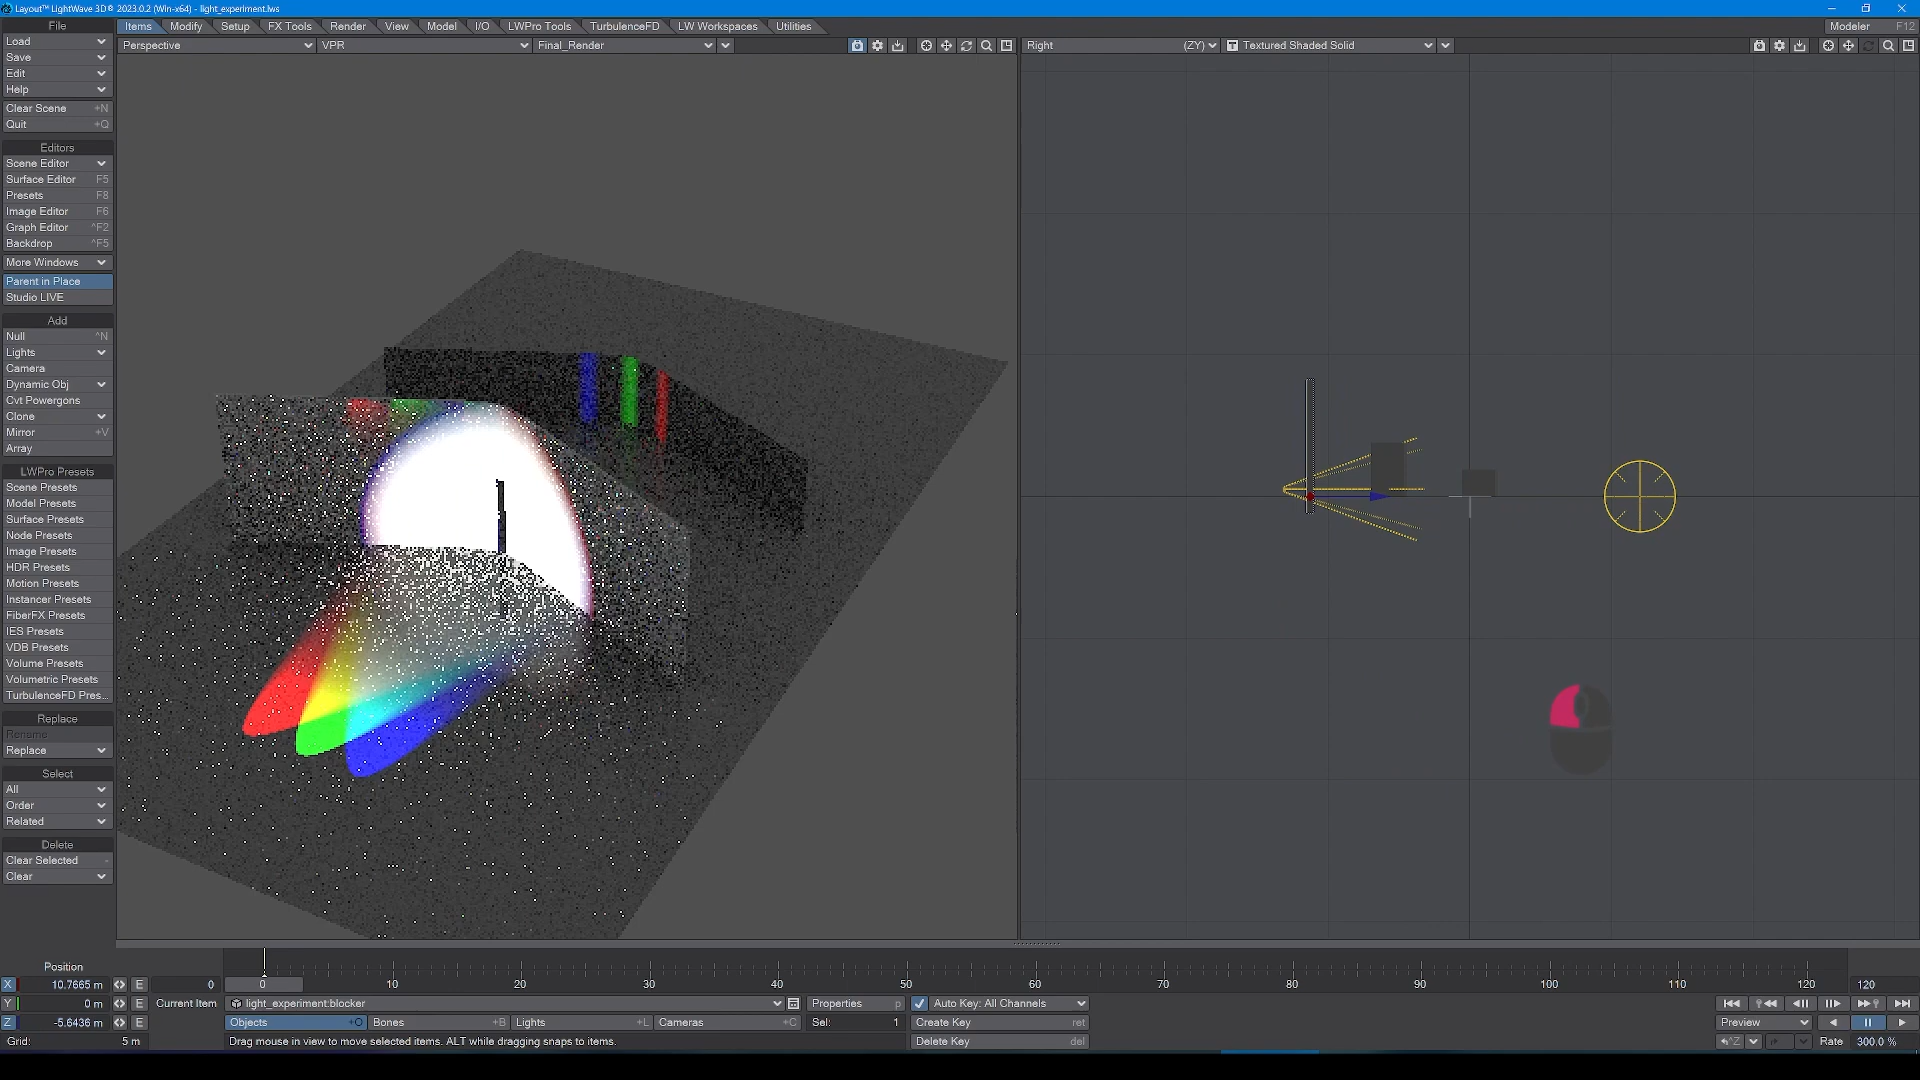 Layout™ LightWave 3D® 2023.0.2 (Win-x64) - light_experiment.lws
File Items Modify Setup FX Tools Render View Model I/O LWPro Tools TurbulenceFD LW Workspaces Utilities Modeler F12
Perspective VPR Final_Render Right (ZY) Textured Shaded Solid
Load
Save
Edit
Help
Clear Scene +N
Quit +Q
Editors
Scene Editor
Surface Editor F5
Presets F8
Image Editor F6
Graph Editor ^F2
Backdrop ^F5
More Windows
Parent in Place
Studio LIVE
Add
Null ^N
Lights
Camera
Dynamic Obj
Cvt Powergons
Clone
Mirror +V
Array
LWPro Presets
Scene Presets
Model Presets
Surface Presets
Node Presets
Image Presets
HDR Presets
Motion Presets
Instancer Presets
FiberFX Presets
IES Presets
VDB Presets
Volume Presets
Volumetric Presets
TurbulenceFD Pres...
Replace
Rename
Replace
Select
All
Order
Related
Delete
Clear Selected -
Clear
Position
X 10.7665 m E 0 0 10 20 30 40 50 60 70 80 90 100 110 120 120
Y 0 m E Current Item light_experiment:blocker Properties p Auto Key: All Channels
Z -5.6436 m E Objects +O Bones +B Lights +L Cameras +C Sel: 1 Create Key ret Preview
Grid: 5 m Drag mouse in view to move selected items. ALT while dragging snaps to items. Delete Key del ^Z Rate 300.0 %